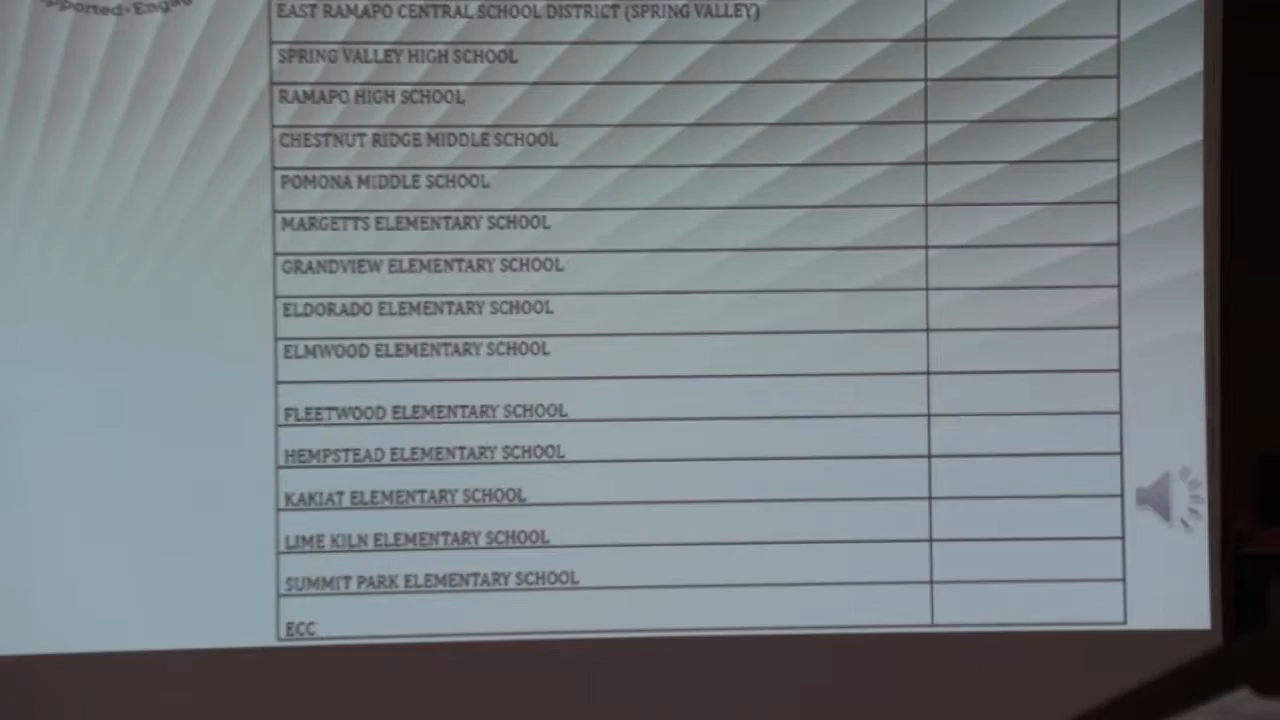 pported • Engag
EAST RAMAPO CENTRAL SCHOOL DISTRICT (SPRING VALLEY)
SPRING VALLEY HIGH SCHOOL
RAMAPO HIGH SCHOOL
CHESTNUT RIDGE MIDDLE SCHOOL
POMONA MIDDLE SCHOOL
MARGETTS ELEMENTARY SCHOOL
GRANDVIEW ELEMENTARY SCHOOL
ELDORADO ELEMENTARY SCHOOL
ELMWOOD ELEMENTARY SCHOOL
FLEETWOOD ELEMENTARY SCHOOL
HEMPSTEAD ELEMENTARY SCHOOL
KAKIAT ELEMENTARY SCHOOL
LIME KILN ELEMENTARY SCHOOL
SUMMIT PARK ELEMENTARY SCHOOL
ECC